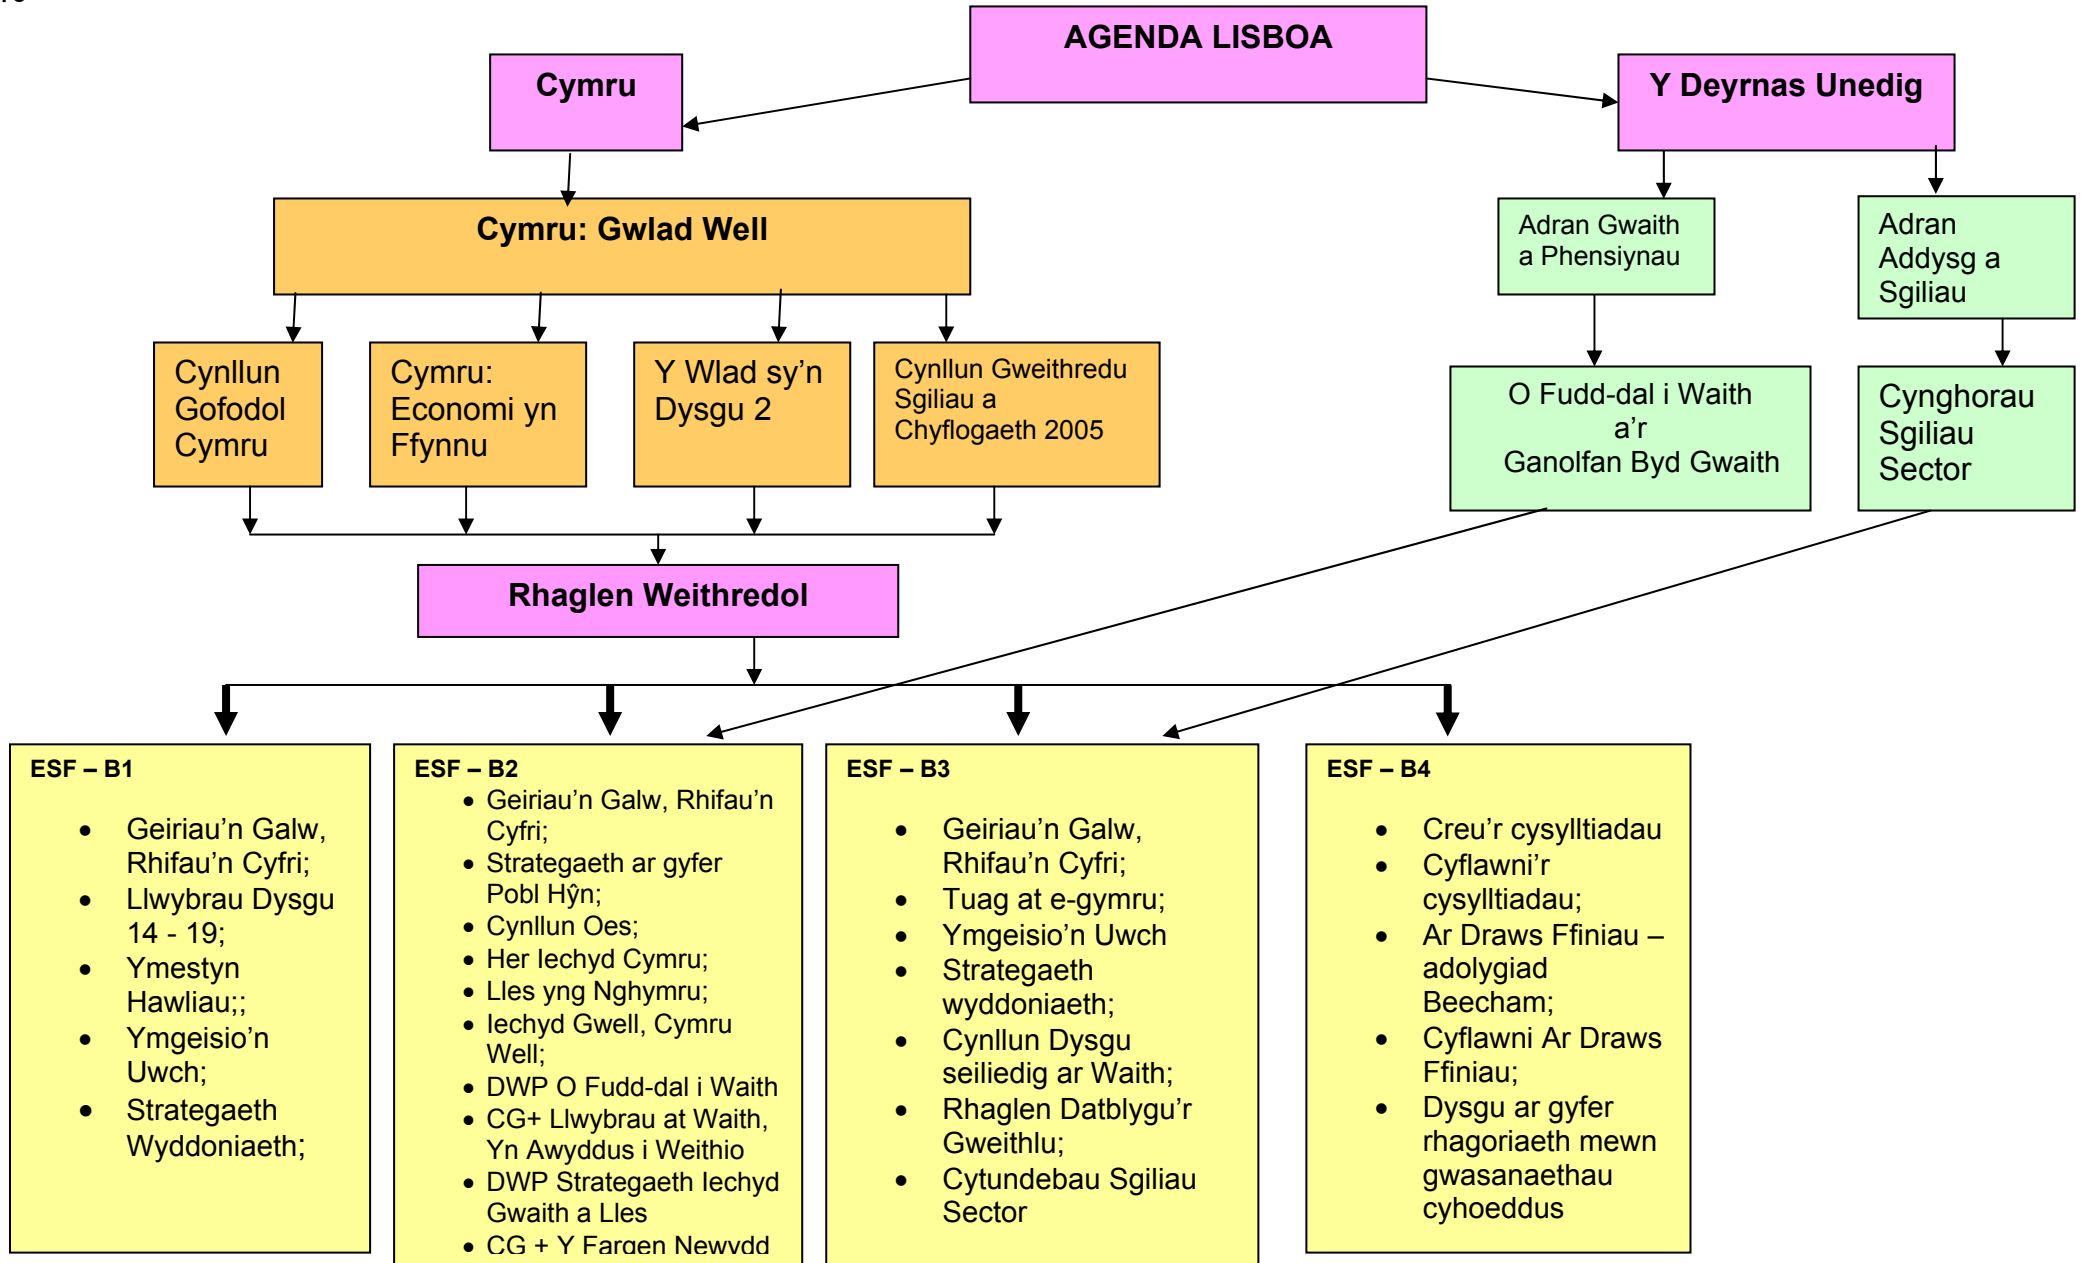 AGENDA LISBOA
Cymru
Y Deyrnas Unedig
Cymru: Gwlad Well
Adran Gwaith
a Phensiynau
Adran
Addysg a
Sgiliau
Cynllun
Gofodol
Cymru
Cymru:
Economi yn
Ffynnu
Y Wlad sy’n
Dysgu 2
Cynllun Gweithredu
Sgiliau a
Chyflogaeth 2005
O Fudd-dal i Waith
a’r
Ganolfan Byd Gwaith
Cynghorau
Sgiliau
Sector
Rhaglen Weithredol
ESF – B1
• Geiriau’n Galw,
Rhifau’n Cyfri;
• Llwybrau Dysgu
14 - 19;
• Ymestyn
Hawliau;;
• Ymgeisio’n
Uwch;
• Strategaeth
Wyddoniaeth;
ESF – B2
• Geiriau’n Galw, Rhifau’n
Cyfri;
• Strategaeth ar gyfer
Pobl Hŷn;
• Cynllun Oes;
• Her Iechyd Cymru;
• Lles yng Nghymru;
• Iechyd Gwell, Cymru
Well;
• DWP O Fudd-dal i Waith
• CG+ Llwybrau at Waith,
Yn Awyddus i Weithio
• DWP Strategaeth Iechyd
Gwaith a Lles
• CG + Y Fargen Newydd
ESF – B3
• Geiriau’n Galw,
Rhifau’n Cyfri;
• Tuag at e-gymru;
• Ymgeisio’n Uwch
• Strategaeth
wyddoniaeth;
• Cynllun Dysgu
seiliedig ar Waith;
• Rhaglen Datblygu’r
Gweithlu;
• Cytundebau Sgiliau
Sector
ESF – B4
• Creu’r cysylltiadau
• Cyflawni’r
cysylltiadau;
• Ar Draws Ffiniau –
adolygiad
Beecham;
• Cyflawni Ar Draws
Ffiniau;
• Dysgu ar gyfer
rhagoriaeth mewn
gwasanaethau
cyhoeddus